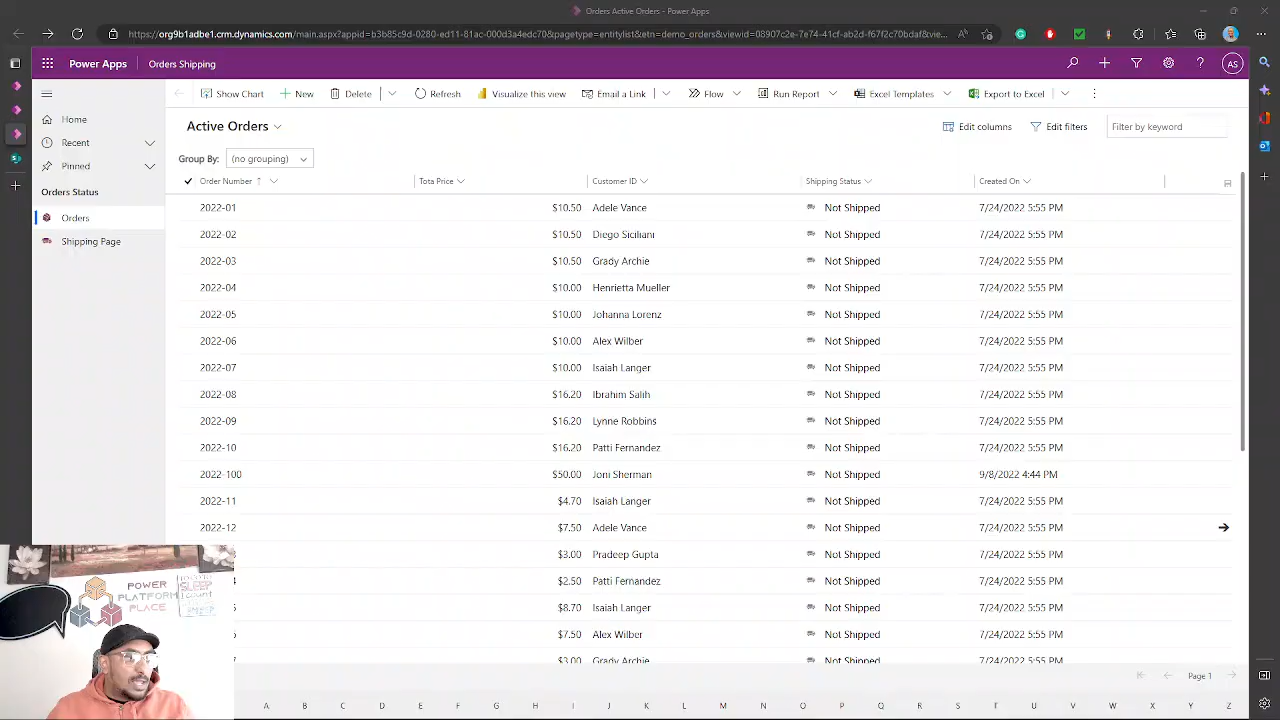 Orders Active Orders - Power Apps
https://org9b1adbe1.crm.dynamics.com/main.aspx?appid=b3b85c9d-0280-ed11-81ac-000d3a4edc70&pagetype=entitylist&etn=demo_orders&viewid=08907c2e-7e74-41cf-ab2d-f67f2c70bdaf&vie...
Power Apps Orders Shipping
AS
Show Chart New Delete Refresh Visualize this view Email a Link Flow Run Report Excel Templates Export to Excel
Home
Recent
Pinned
Orders Status
Orders
Shipping Page
Active Orders
Edit columns Edit filters Filter by keyword
Group By: (no grouping)
Order Number ↑ Tota Price Customer ID Shipping Status Created On
2022-01 $10.50 Adele Vance Not Shipped 7/24/2022 5:55 PM
2022-02 $10.50 Diego Siciliani Not Shipped 7/24/2022 5:55 PM
2022-03 $10.50 Grady Archie Not Shipped 7/24/2022 5:55 PM
2022-04 $10.00 Henrietta Mueller Not Shipped 7/24/2022 5:55 PM
2022-05 $10.00 Johanna Lorenz Not Shipped 7/24/2022 5:55 PM
2022-06 $10.00 Alex Wilber Not Shipped 7/24/2022 5:55 PM
2022-07 $10.00 Isaiah Langer Not Shipped 7/24/2022 5:55 PM
2022-08 $16.20 Ibrahim Salih Not Shipped 7/24/2022 5:55 PM
2022-09 $16.20 Lynne Robbins Not Shipped 7/24/2022 5:55 PM
2022-10 $16.20 Patti Fernandez Not Shipped 7/24/2022 5:55 PM
2022-100 $50.00 Joni Sherman Not Shipped 9/8/2022 4:44 PM
2022-11 $4.70 Isaiah Langer Not Shipped 7/24/2022 5:55 PM
2022-12 $7.50 Adele Vance Not Shipped 7/24/2022 5:55 PM
$3.00 Pradeep Gupta Not Shipped 7/24/2022 5:55 PM
$2.50 Patti Fernandez Not Shipped 7/24/2022 5:55 PM
$8.70 Isaiah Langer Not Shipped 7/24/2022 5:55 PM
$7.50 Alex Wilber Not Shipped 7/24/2022 5:55 PM
$3.00 Grady Archie Not Shipped 7/24/2022 5:55 PM
POWER
PLATFORM
PLACE
Page 1
A B C D E F G H I J K L M N O P Q R S T U V W X Y Z